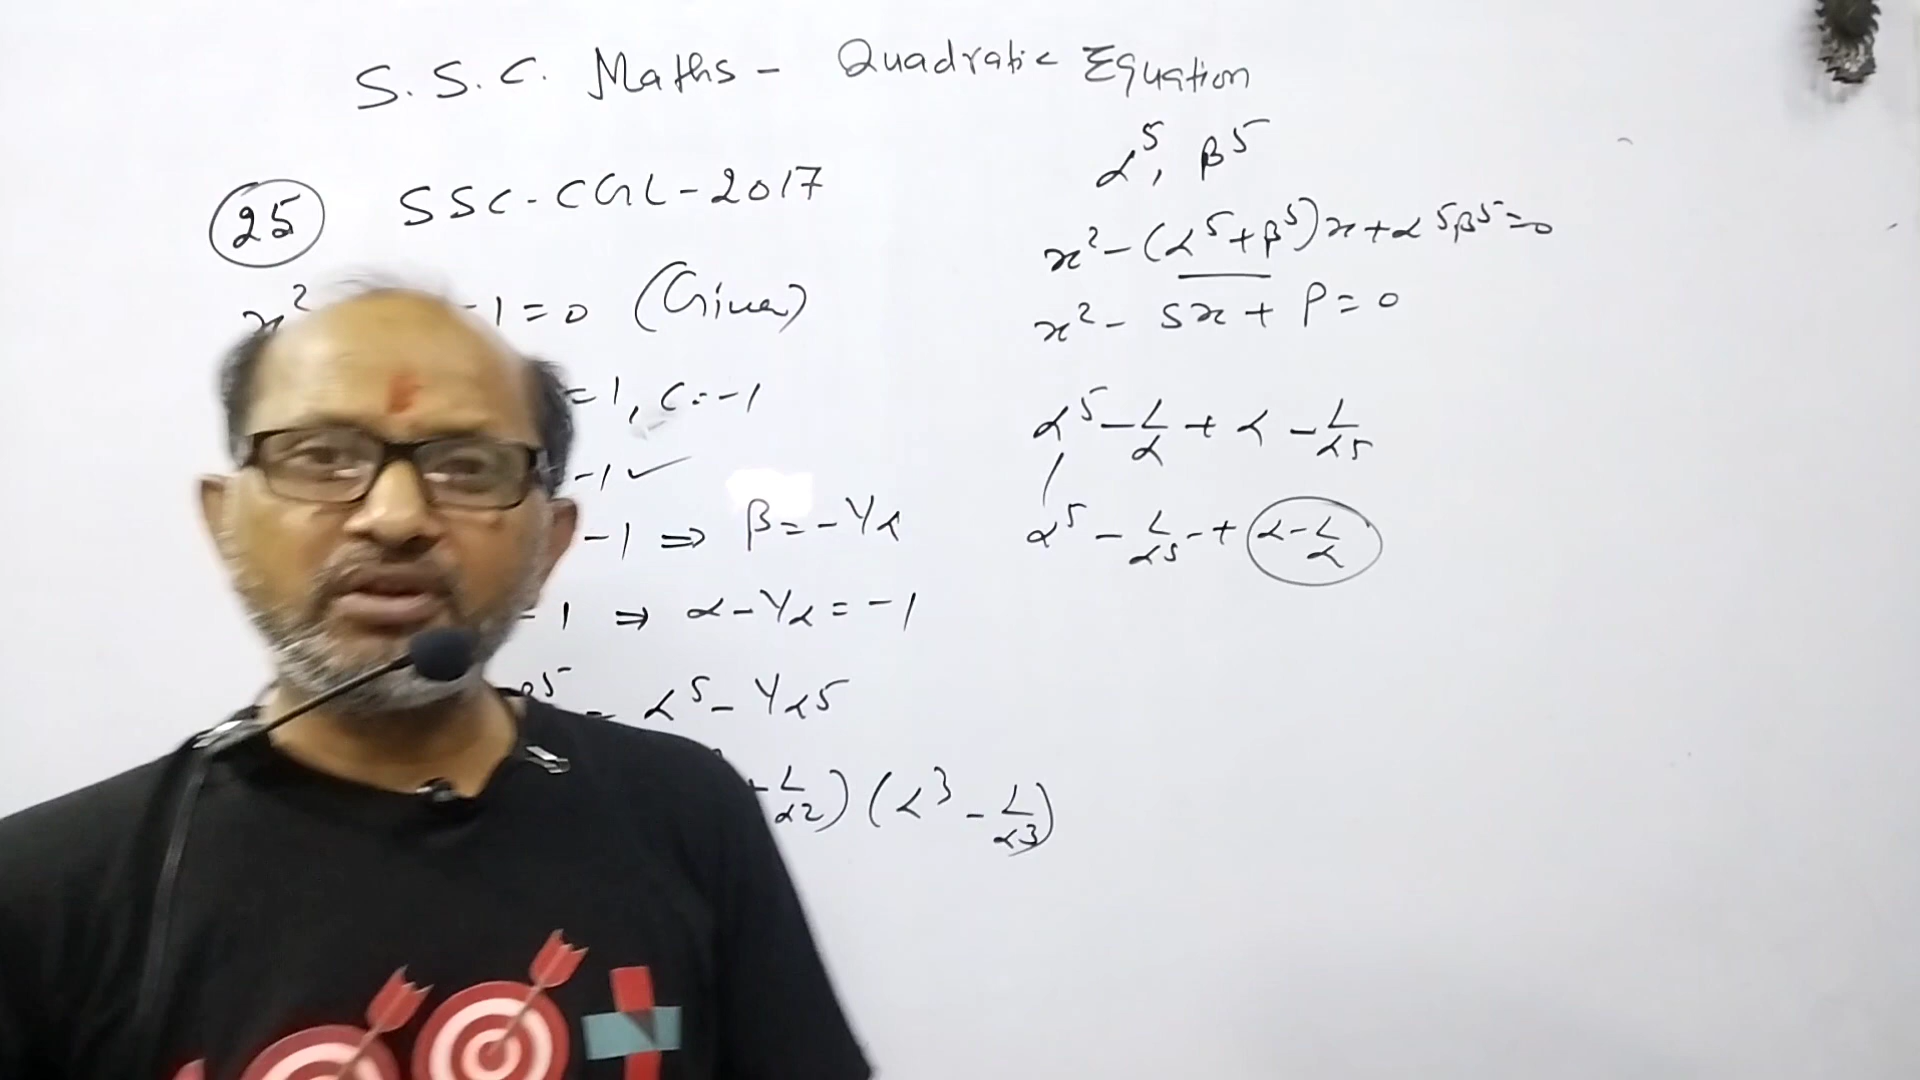 S.S.C. Maths - Quadratic Equation
25 SSC-CGL-2017
x² -1=0 (Given)
=1, C=-1
-1 ✓
-1 ⇒ β=-1/α
-1 ⇒ α-1/α=-1
β⁵ = α⁵-1/α5
-1/α2)(α³-1/α3)
α⁵, β⁵
x²-(α⁵+β⁵)x+α⁵β⁵=0
x²-Sx+P=0
α⁵-1/α+α-1/α5
α⁵-1/α5-+α-1/α